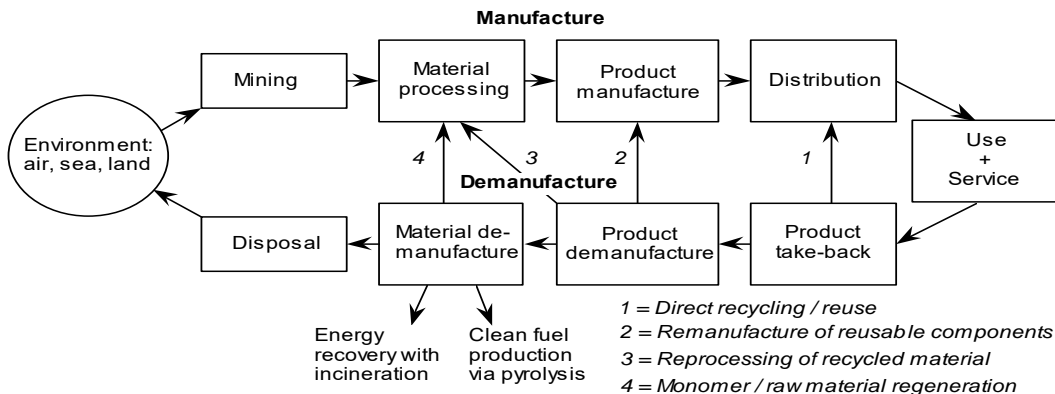 Manufacture
Mining
Material
processing
Product
manufacture
Distribution
Environment:
air, sea, land
Use
+
Service
4
3
2
1
Demanufacture
Disposal
Material de-
manufacture
Product
demanufacture
Product
take-back
Energy
recovery with
incineration
Clean fuel
production
via pyrolysis
1 = Direct recycling / reuse
2 = Remanufacture of reusable components
3 = Reprocessing of recycled material
4 = Monomer / raw material regeneration